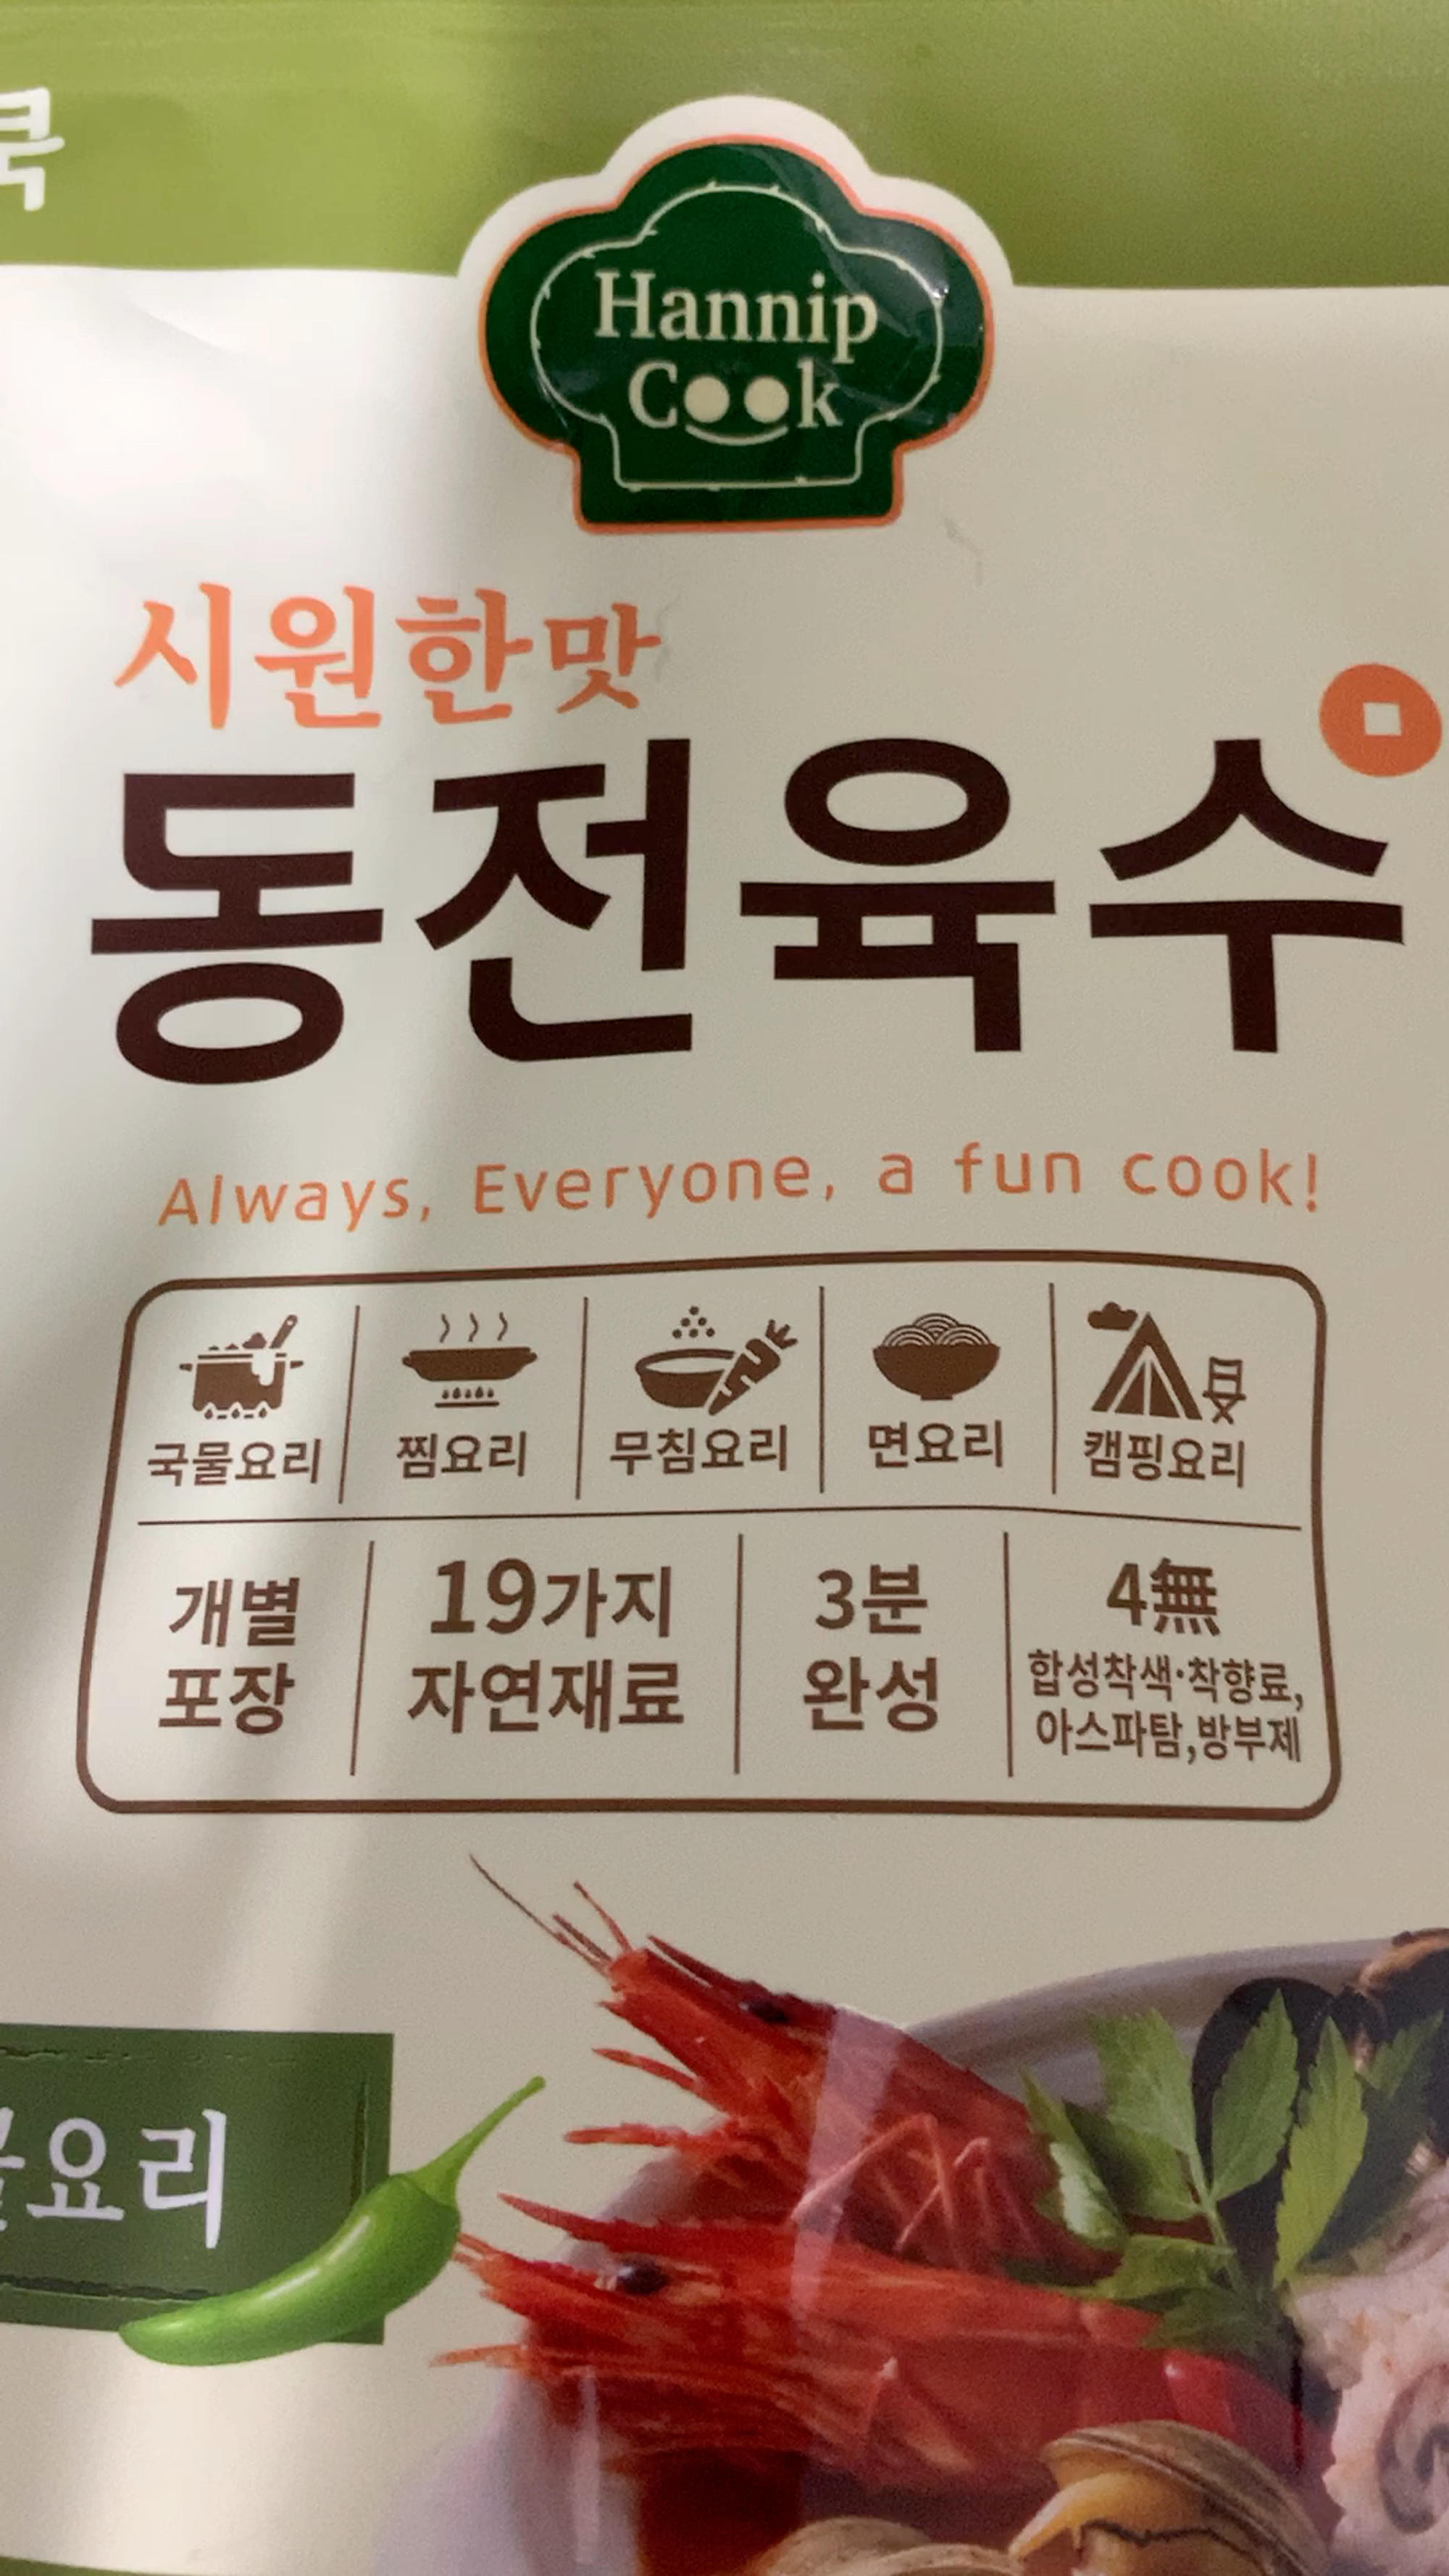 쿡
Hannip
Cook
시원한맛
동전육수
Always, Everyone, a fun cook!
국물요리 찜요리 무침요리 면요리 캠핑요리
개별 포장
19가지 자연재료
3분 완성
4無
합성착색·착향료,
아스파탐,방부제
요리